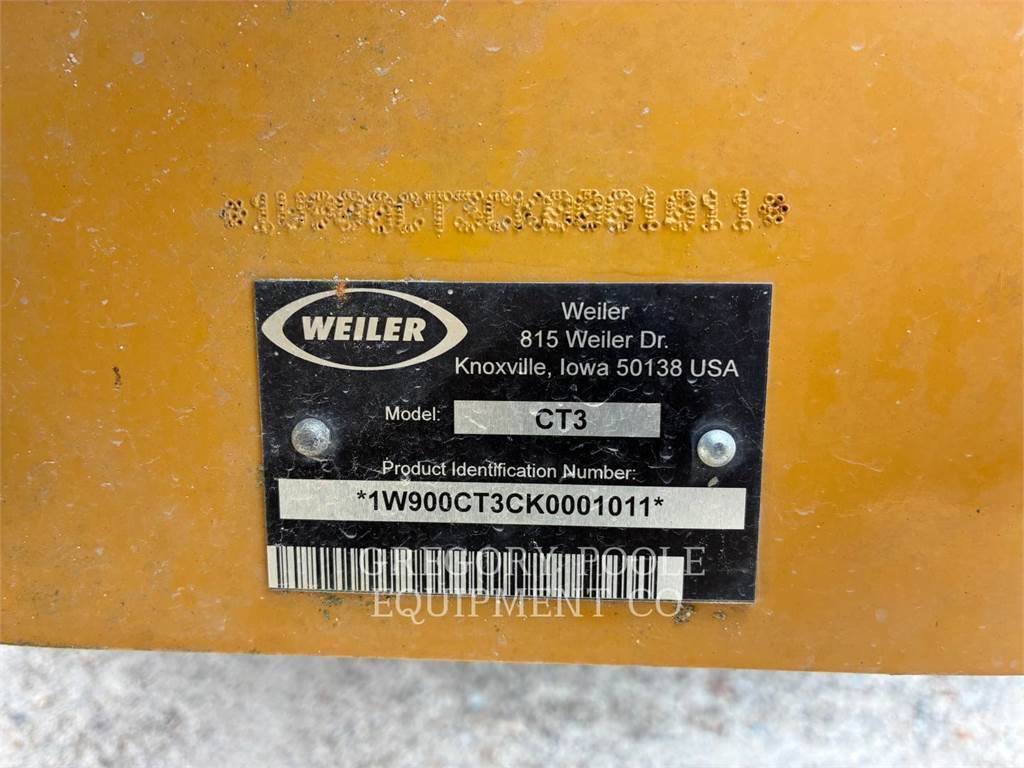 *1W900CT3CK0001011*
WEILER
Weiler
815 Weiler Dr.
Knoxville, Iowa 50138 USA
Model: CT3
Product Identification Number:
*1W900CT3CK0001011*
GREGORY POOLE
EQUIPMENT CO